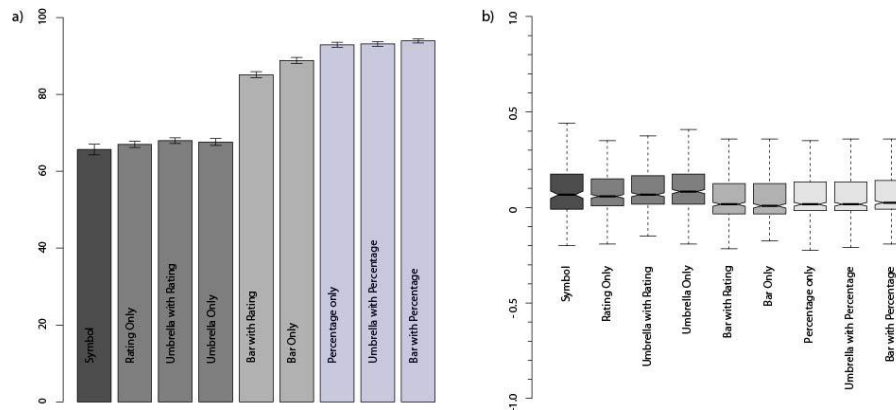 a)
100
80
60
40
20
0
Symbol
Rating Only
Umbrella with Rating
Umbrella Only
Bar with Rating
Bar Only
Percentage only
Umbrella with Percentage
Bar with Percentage
b)
1.0
0.5
0
- 0.5
-1.0
Symbol
Rating Only
Umbrella with Rating
Umbrella Only
Bar with Rating
Bar Only
Percentage only
Umbrella with Percentage
Bar with Percentage